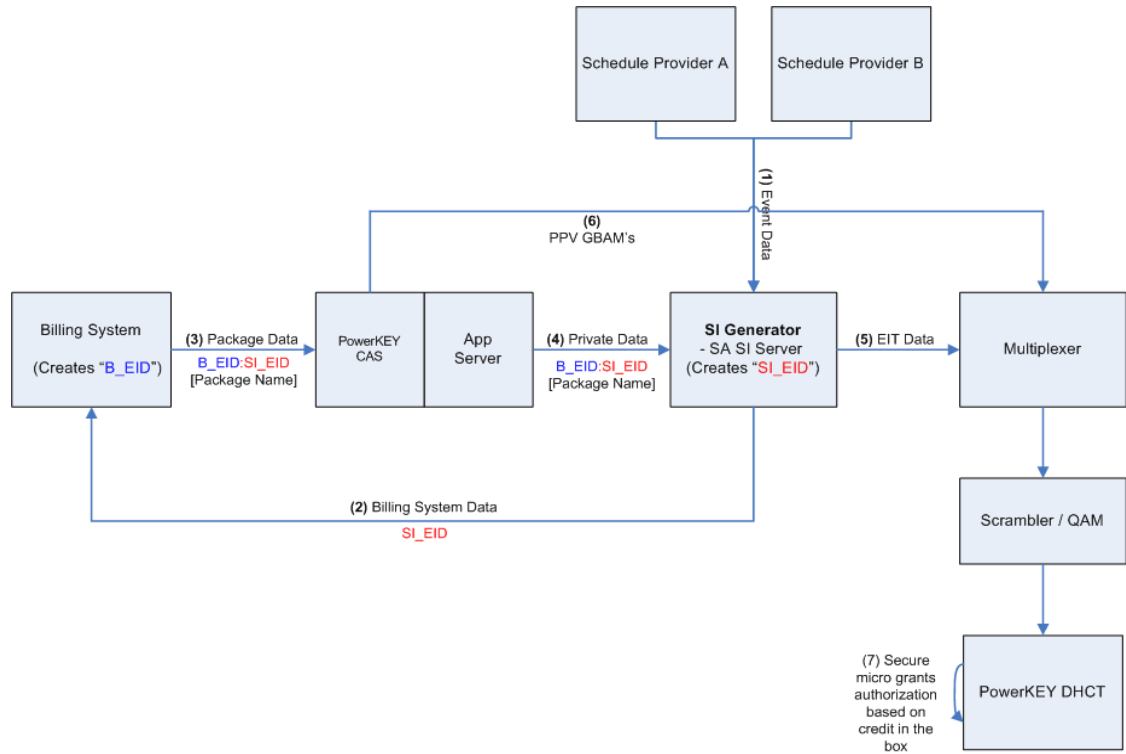 Schedule Provider A
Schedule Provider B
(1) Event Data
(6)
PPV GBAM's
Billing System
(Creates “B_EID”)
(3) Package Data
B_EID:SI_EID
[Package Name]
PowerKEY
CAS
App
Server
(4) Private Data
B_EID:SI_EID
[Package Name]
SI Generator
- SA SI Server
(Creates “SI_EID”)
(5) EIT Data
Multiplexer
(2) Billing System Data
SI_EID
Scrambler / QAM
(7) Secure
micro grants
authorization
based on
credit in the
box
PowerKEY DHCT